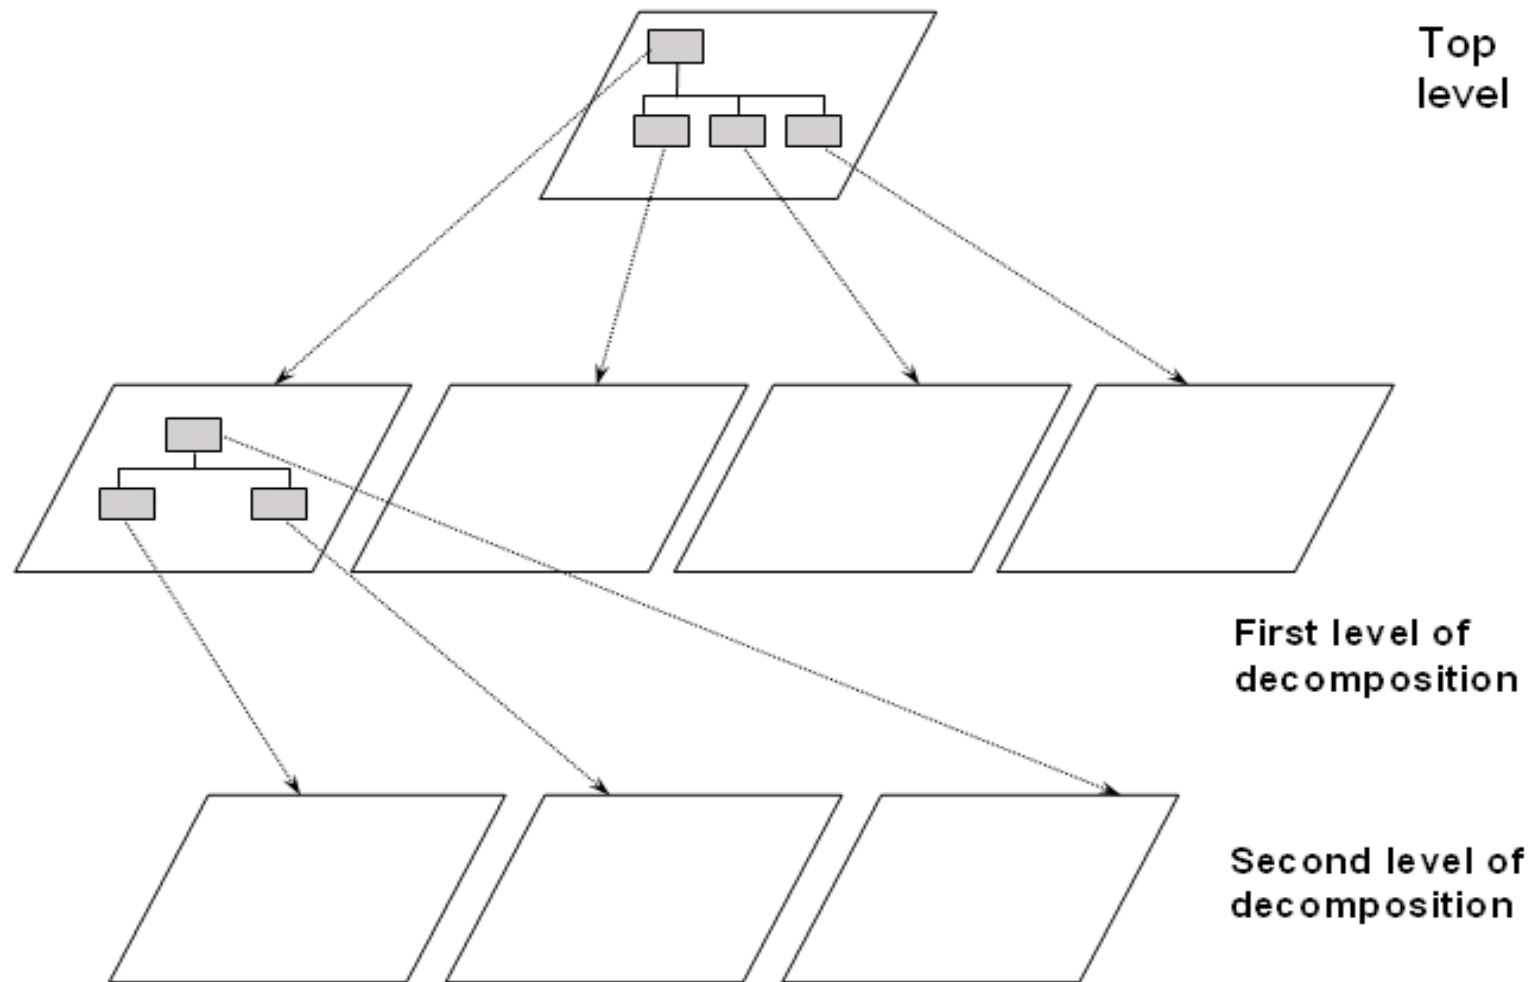 Top
level
First level of
decomposition
Second level of
decomposition